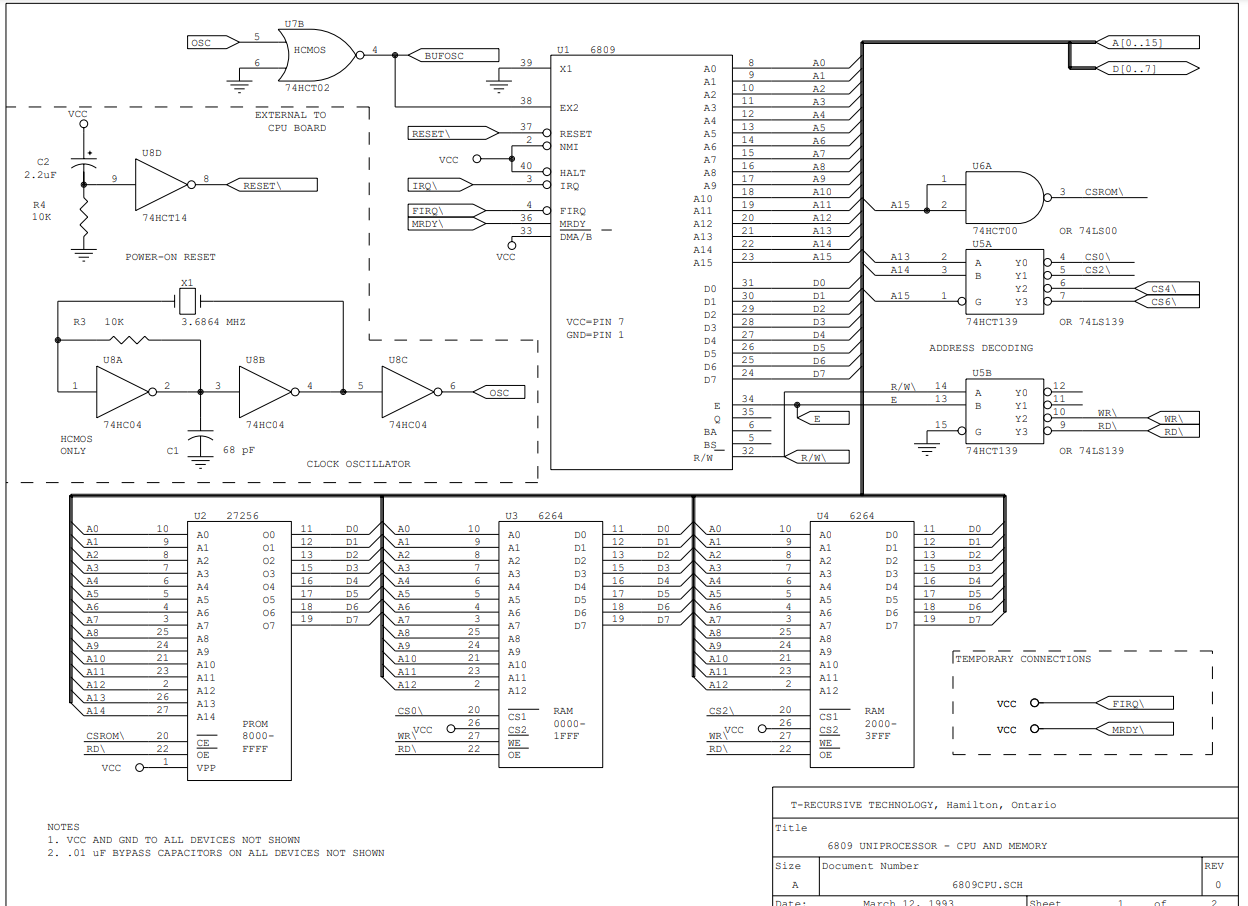 U7B
OSC
5
HCMOS
4
BUFOSC
6
74HCT02
EXTERNAL TO
CPU BOARD
VCC
C2
2.2uF
+
U8D
9
8
RESET\
74HCT14
R4
10K
POWER-ON RESET
X1
3.6864 MHZ
R3 10K
U8A
U8B
U8C
1
2
3
4
5
6
OSC
74HC04
74HC04
74HC04
HCMOS
ONLY
C1
68 pF
CLOCK OSCILLATOR
U1 6809
39 X1
38 EX2
RESET\ 37 RESET
2 NMI
VCC
40 HALT
IRQ\ 3 IRQ
FIRQ\ 4 FIRQ
MRDY\ 36 MRDY
33 DMA/B
VCC
VCC=PIN 7
GND=PIN 1
A0 8 A0
A1 9 A1
A2 10 A2
A3 11 A3
A4 12 A4
A5 13 A5
A6 14 A6
A7 15 A7
A8 16 A8
A9 17 A9
A10 18 A10
A11 19 A11
A12 20 A12
A13 21 A13
A14 22 A14
A15 23 A15
D0 31 D0
D1 30 D1
D2 29 D2
D3 28 D3
D4 27 D4
D5 26 D5
D6 25 D6
D7 24 D7
E 34
Q 35
BA 6
BS 5
R/W 32
E
R/W\
A[0..15]
D[0..7]
U6A
1
A15 2
3 CSROM\
74HCT00 OR 74LS00
U5A
A13 2 A Y0 4 CS0\
A14 3 B Y1 5 CS2\
Y2 6 CS4\
A15 1 G Y3 7 CS6\
74HCT139 OR 74LS139
ADDRESS DECODING
U5B
R/W\ 14 A Y0 12
E 13 B Y1 11
Y2 10 WR\ WR\
15 G Y3 9 RD\ RD\
74HCT139 OR 74LS139
U2 27256
A0 10 A0 O0 11 D0
A1 9 A1 O1 12 D1
A2 8 A2 O2 13 D2
A3 7 A3 O3 15 D3
A4 6 A4 O4 16 D4
A5 5 A5 O5 17 D5
A6 4 A6 O6 18 D6
A7 3 A7 O7 19 D7
A8 25 A8
A9 24 A9
A10 21 A10
A11 23 A11
A12 2 A12
A13 26 A13
A14 27 A14
CSROM\ 20 CE
RD\ 22 OE
VCC 1 VPP
PROM
8000-
FFFF
U3 6264
A0 10 A0 D0 11 D0
A1 9 A1 D1 12 D1
A2 8 A2 D2 13 D2
A3 7 A3 D3 15 D3
A4 6 A4 D4 16 D4
A5 5 A5 D5 17 D5
A6 4 A6 D6 18 D6
A7 3 A7 D7 19 D7
A8 25 A8
A9 24 A9
A10 21 A10
A11 23 A11
A12 2 A12
CS0\ 20 CS1
VCC 26 CS2
WR\ 27 WE
RD\ 22 OE
RAM
0000-
1FFF
U4 6264
A0 10 A0 D0 11 D0
A1 9 A1 D1 12 D1
A2 8 A2 D2 13 D2
A3 7 A3 D3 15 D3
A4 6 A4 D4 16 D4
A5 5 A5 D5 17 D5
A6 4 A6 D6 18 D6
A7 3 A7 D7 19 D7
A8 25 A8
A9 24 A9
A10 21 A10
A11 23 A11
A12 2 A12
CS2\ 20 CS1
VCC 26 CS2
WR\ 27 WE
RD\ 22 OE
RAM
2000-
3FFF
TEMPORARY CONNECTIONS
VCC FIRQ\
VCC MRDY\
NOTES
1. VCC AND GND TO ALL DEVICES NOT SHOWN
2. .01 uF BYPASS CAPACITORS ON ALL DEVICES NOT SHOWN
T-RECURSIVE TECHNOLOGY, Hamilton, Ontario
Title
6809 UNIPROCESSOR - CPU AND MEMORY
Size Document Number REV
A 6809CPU.SCH 0
Date: March 12, 1993 Sheet 1 of 2